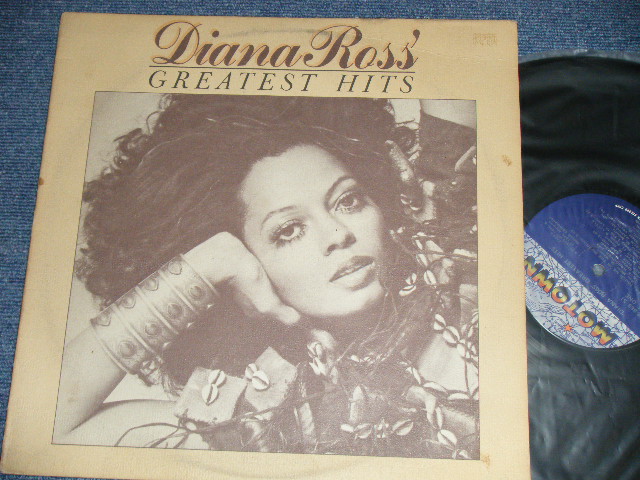 Diana Ross'
GREATEST HITS
MOTOWN